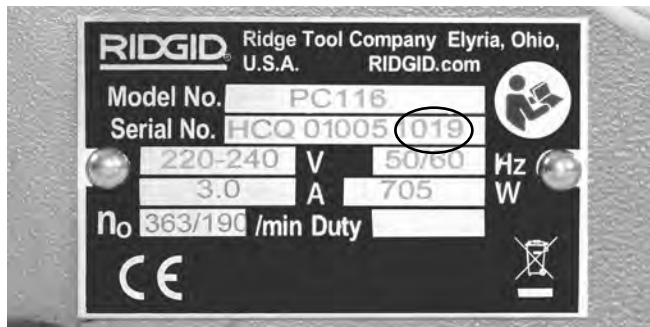 RIDGID® Ridge Tool Company Elyria, Ohio,
U.S.A. RIDGID.com
Model No. PC116
Serial No. HCQ 01005 1019
220-240 V 50/60 Hz
3.0 A 705 W
n₀ 363/190 /min Duty
CE